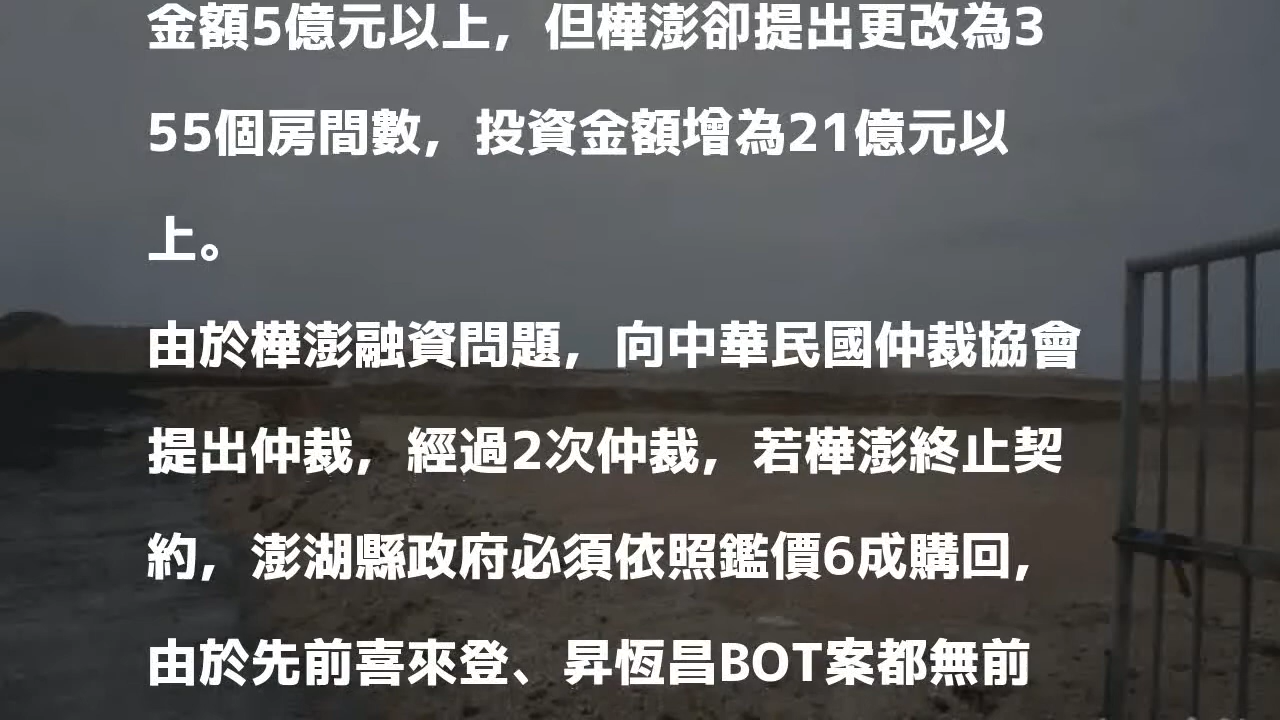 金額5億元以上，但樺澎卻提出更改為3
55個房間數，投資金額增為21億元以
上。
由於樺澎融資問題，向中華民國仲裁協會
提出仲裁，經過2次仲裁，若樺澎終止契
約，澎湖縣政府必須依照鑑價6成購回，
由於先前喜來登、昇恆昌BOT案都無前